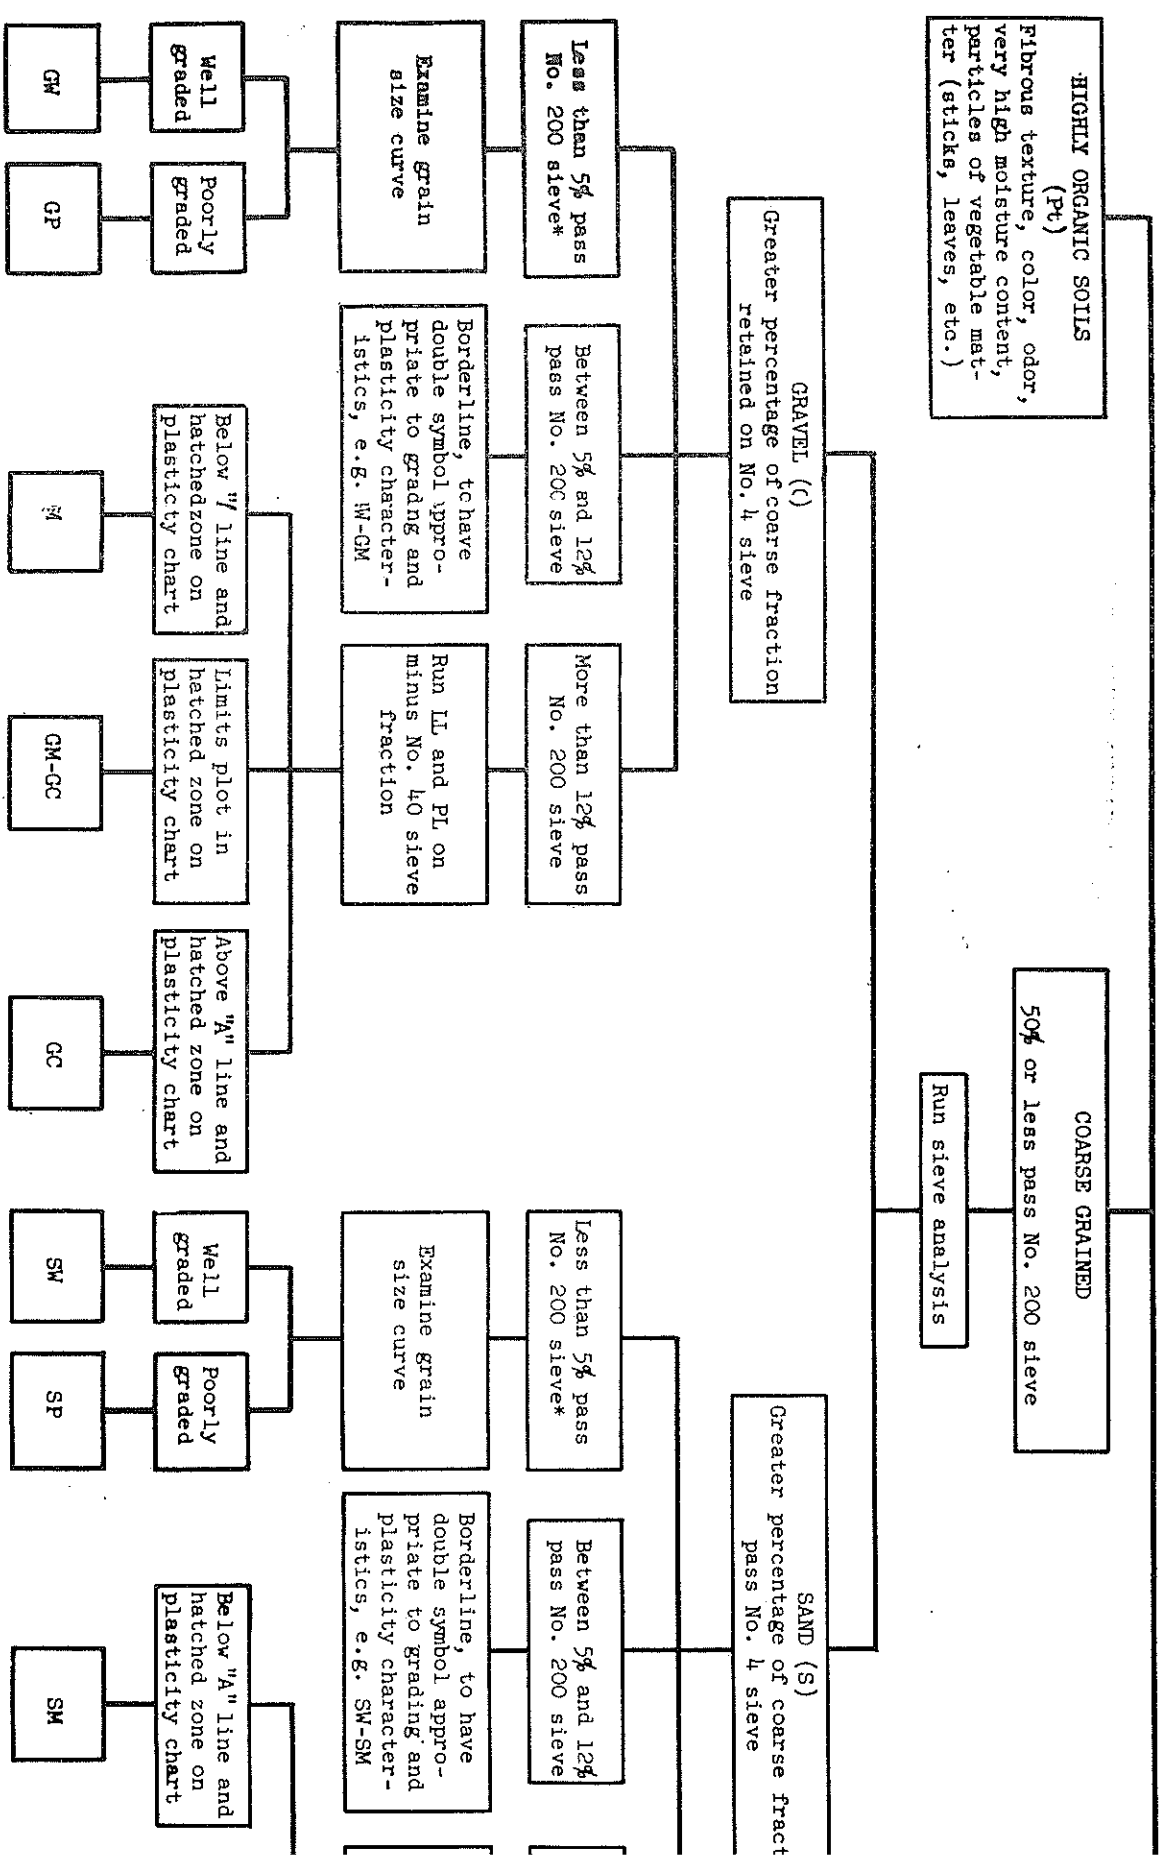 HIGHLY ORGANIC SOILS
(Pt)
Fibrous texture, color, odor,
very high moisture content,
particles of vegetable mat-
ter (sticks, leaves, etc.)
COARSE GRAINED
50% or less pass No. 200 sieve
Run sieve analysis
GRAVEL (G)
Greater percentage of coarse fraction
retained on No. 4 sieve
SAND (S)
Greater percentage of coarse fract
pass No. 4 sieve
Less than 5% pass
No. 200 sieve*
Between 5% and 12%
pass No. 200 sieve
More than 12% pass
No. 200 sieve
Less than 5% pass
No. 200 sieve*
Between 5% and 12%
pass No. 200 sieve
Examine grain
size curve
Borderline, to have
double symbol appro-
priate to grading and
plasticity character-
istics, e.g. W-GM
Run LL and PL on
minus No. 40 sieve
fraction
Examine grain
size curve
Borderline, to have
double symbol appro-
priate to grading and
plasticity character-
istics, e.g. SW-SM
Well
graded
Poorly
graded
Below line and
hatched zone on
plasticity chart
Limits plot in
hatched zone on
plasticity chart
Above "A" line and
hatched zone on
plasticity chart
Well
graded
Poorly
graded
Below "A" line and
hatched zone on
plasticity chart
GW
GP
M
GM-GC
GC
SW
SP
SM